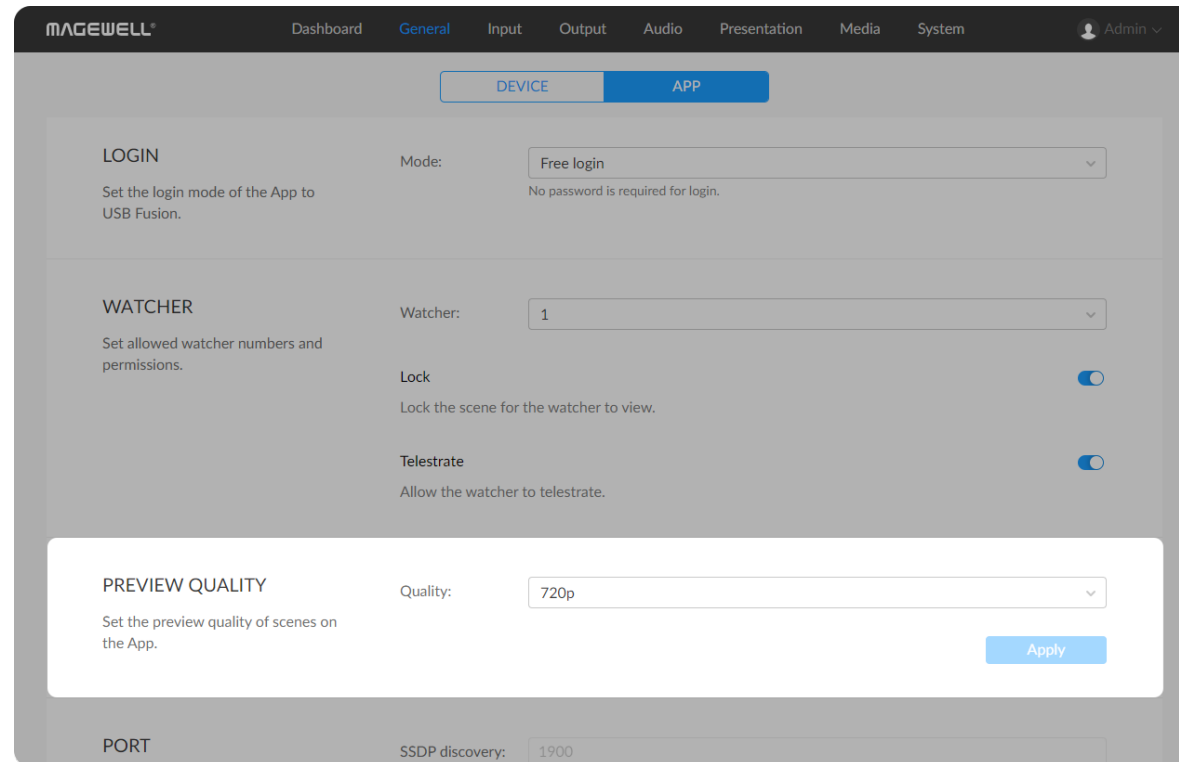 MAGEWELL® Dashboard General Input Output Audio Presentation Media System Admin
DEVICE APP
LOGIN
Mode: Free login
Set the login mode of the App to
USB Fusion.
No password is required for login.
WATCHER
Watcher: 1
Set allowed watcher numbers and
permissions.
Lock
Lock the scene for the watcher to view.
Telestrate
Allow the watcher to telestrate.
PREVIEW QUALITY
Quality: 720p
Set the preview quality of scenes on
the App.
Apply
PORT
SSDP discovery: 1900